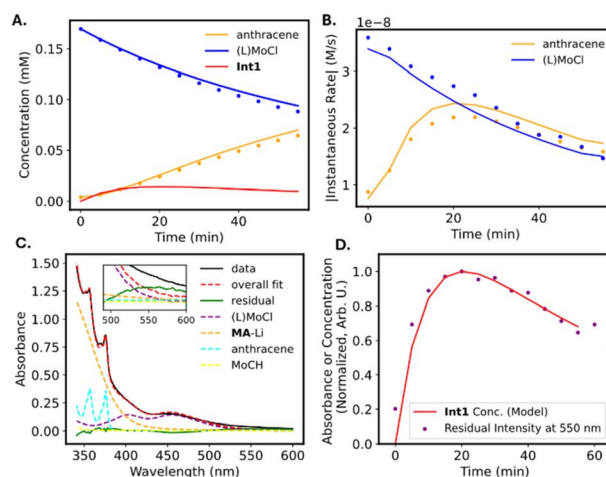 A.
anthracene
(L)MoCl
Int1
Concentration (mM)
0.15
0.10
0.05
0.00
0
20
40
Time (min)
B.
1e−8
anthracene
(L)MoCl
|Instantaneous Rate| (M/s)
3
2
1
0
20
40
Time (min)
C.
data
overall fit
residual
(L)MoCl
MA-Li
anthracene
MoCH
500
550
600
Absorbance
1.50
1.25
1.00
0.75
0.50
0.25
0.00
350
400
450
500
550
600
Wavelength (nm)
D.
Absorbance or Concentration
(Normalized, Arb. U.)
1.0
0.8
0.6
0.4
0.2
0.0
Int1 Conc. (Model)
Residual Intensity at 550 nm
0
20
40
60
Time (min)